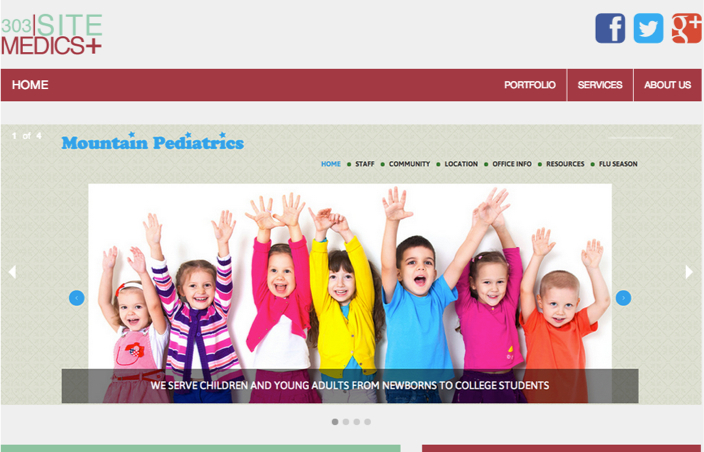 303 SITE
MEDICS+
f g+
HOME PORTFOLIO SERVICES ABOUT US
1 of 4
Mountain Pediatrics
HOME STAFF COMMUNITY LOCATION OFFICE INFO RESOURCES FLU SEASON
WE SERVE CHILDREN AND YOUNG ADULTS FROM NEWBORNS TO COLLEGE STUDENTS